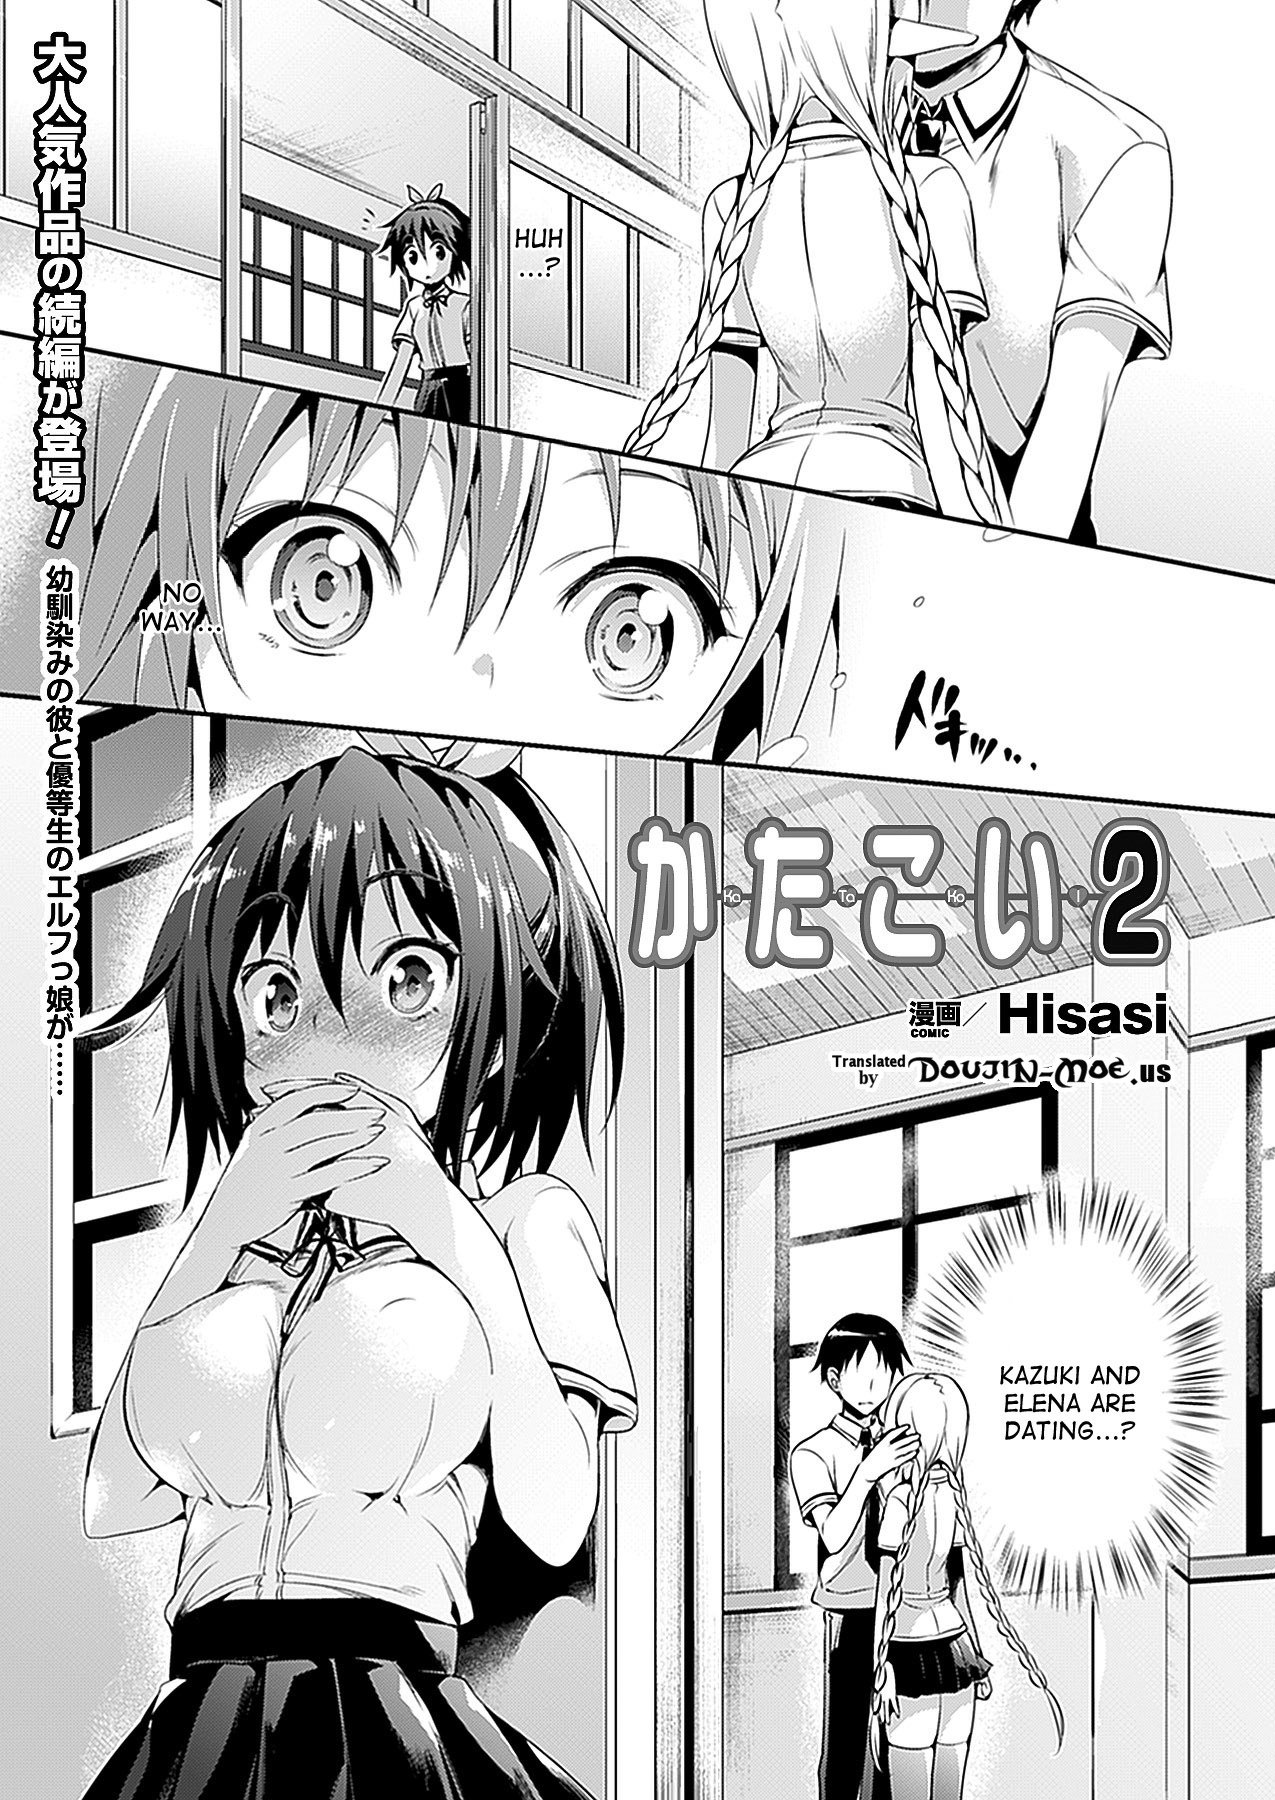 大人気作品の続編が登場！
幼馴染みの彼と優等生のエルフっ娘が……
HUH
...?
NO
WAY...
ドキッ..
かたこい2
Ka Ta Ko I
漫画/Hisasi
COMIC
Translated
by
DOUJIN-MOE.us
KAZUKI AND
ELENA ARE
DATING...?